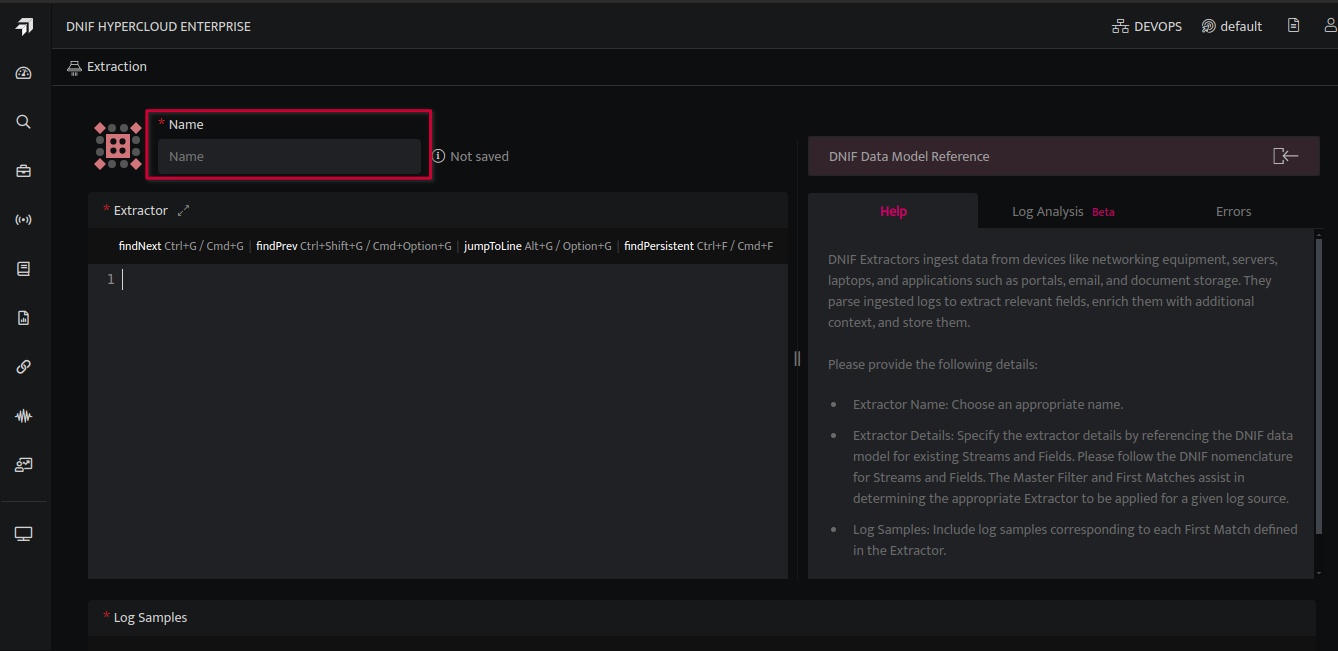 DNIF HYPERCLOUD ENTERPRISE
DEVOPS
default
Extraction
* Name
Name
Not saved
* Extractor
findNext Ctrl+G / Cmd+G | findPrev Ctrl+Shift+G / Cmd+Option+G | jumpToLine Alt+G / Option+G | findPersistent Ctrl+F / Cmd+F
1
DNIF Data Model Reference
Help
Log Analysis Beta
Errors
DNIF Extractors ingest data from devices like networking equipment, servers,
laptops, and applications such as portals, email, and document storage. They
parse ingested logs to extract relevant fields, enrich them with additional
context, and store them.
Please provide the following details:
• Extractor Name: Choose an appropriate name.
• Extractor Details: Specify the extractor details by referencing the DNIF data
model for existing Streams and Fields. Please follow the DNIF nomenclature
for Streams and Fields. The Master Filter and First Matches assist in
determining the appropriate Extractor to be applied for a given log source.
• Log Samples: Include log samples corresponding to each First Match defined
in the Extractor.
* Log Samples